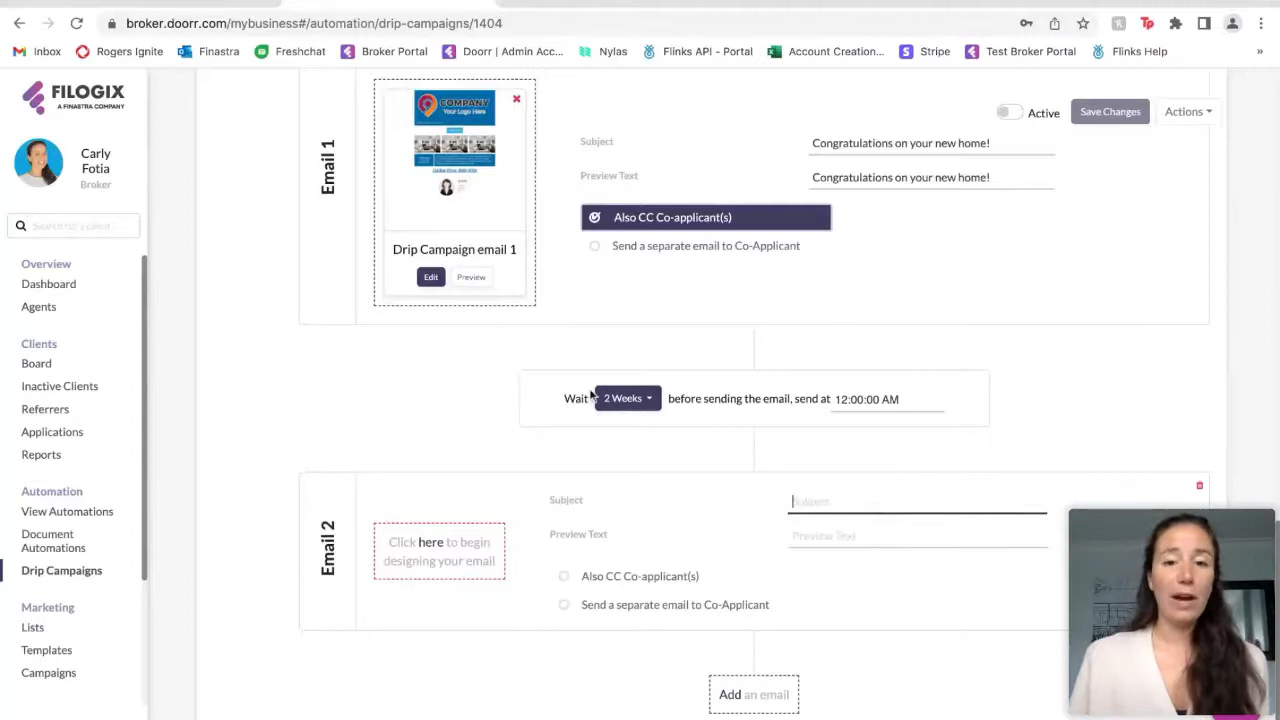 broker.doorr.com/mybusiness#/automation/drip-campaigns/1404
Inbox
Rogers Ignite
Finastra
Freshchat
Broker Portal
Doorr | Admin Acc...
Nylas
Flinks API - Portal
Account Creation...
Stripe
Test Broker Portal
Flinks Help
»
FILOGIX
A FINASTRA COMPANY
Carly
Fotia
Broker
Search for a client
Overview
Dashboard
Agents
Clients
Board
Inactive Clients
Referrers
Applications
Reports
Automation
View Automations
Document
Automations
Drip Campaigns
Marketing
Lists
Templates
Campaigns
Email 1
COMPANY
Your Logo Here
Drip Campaign email 1
Edit
Preview
Active
Save Changes
Actions
Subject
Congratulations on your new home!
Preview Text
Congratulations on your new home!
Also CC Co-applicant(s)
Send a separate email to Co-Applicant
Wait 2 Weeks before sending the email, send at 12:00:00 AM
Email 2
Click here to begin
designing your email
Subject
Subject
Preview Text
Preview Text
Also CC Co-applicant(s)
Send a separate email to Co-Applicant
Add an email